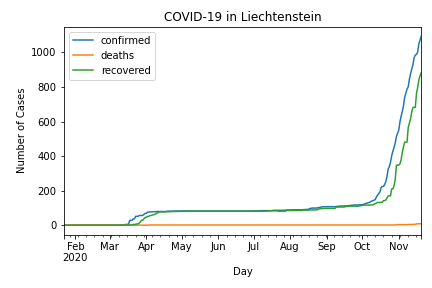 COVID-19 in Liechtenstein
confirmed
deaths
recovered
Number of Cases
1000
800
600
400
200
0
Feb Mar Apr May Jun Jul Aug Sep Oct Nov
2020
Day